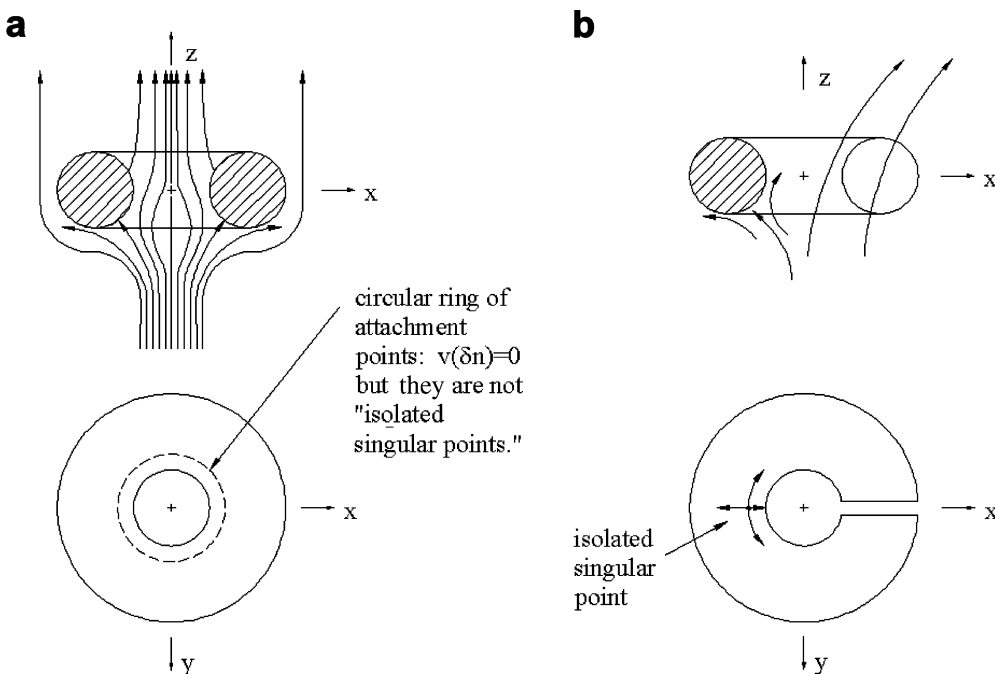 a
z
x
circular ring of
attachment
points: v(δn)=0
but they are not
"isolated
singular points."
x
y
b
z
x
isolated
singular
point
x
y